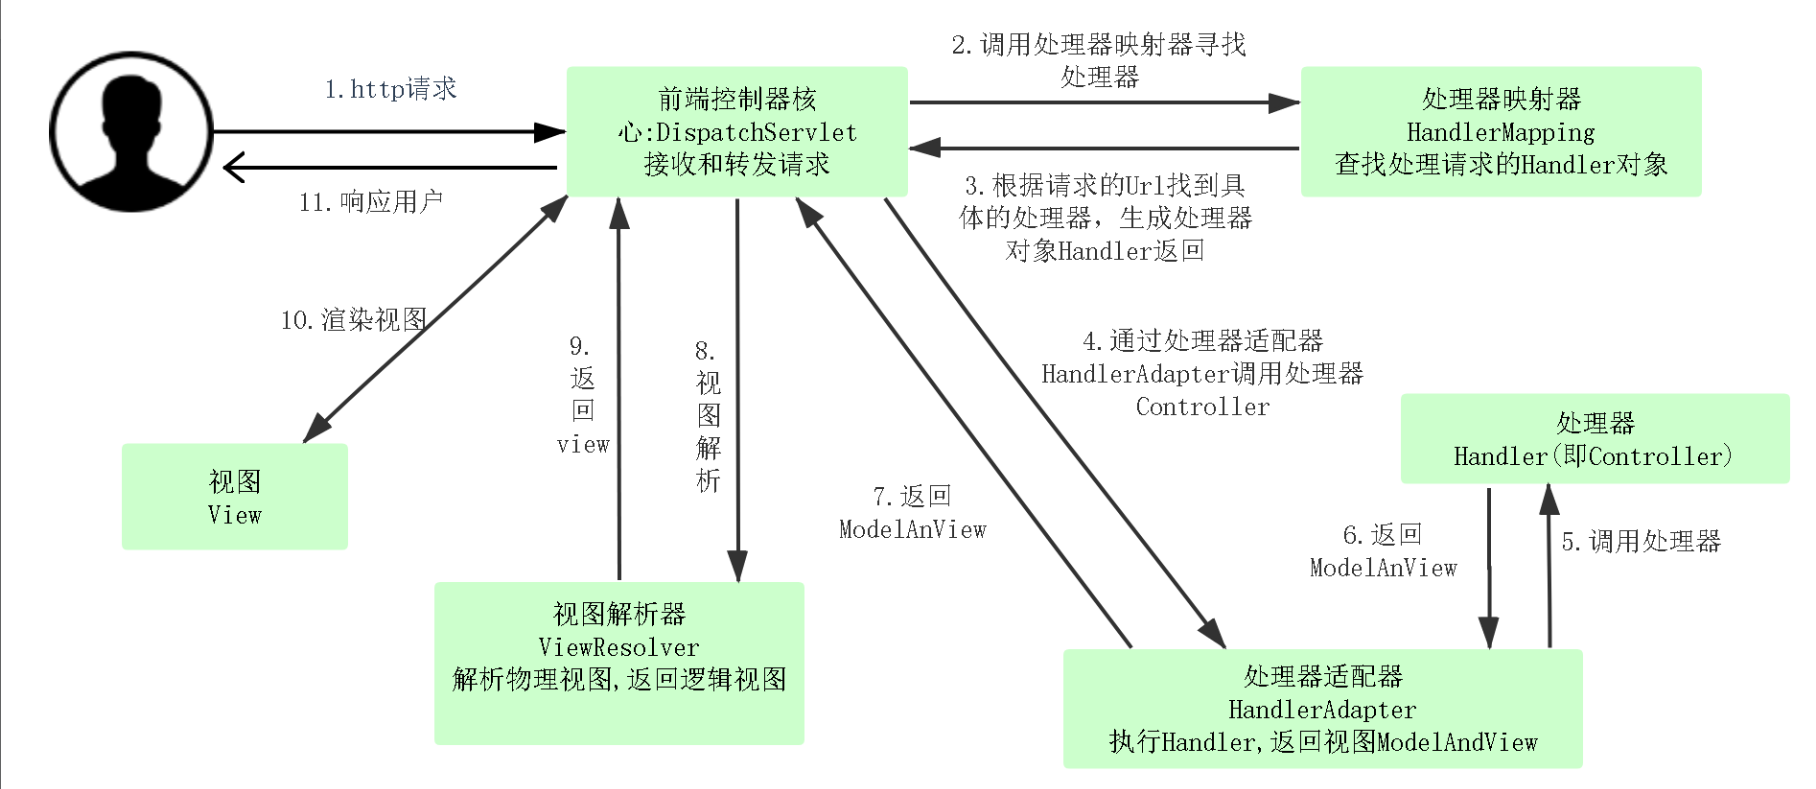 1.http请求
11.响应用户
前端控制器核
心:DispatchServlet
接收和转发请求
2.调用处理器映射器寻找
处理器
处理器映射器
HandlerMapping
查找处理请求的Handler对象
3.根据请求的Url找到具
体的处理器，生成处理器
对象Handler返回
10.渲染视图
9.
返
回
view
8.
视
图
解
析
4.通过处理器适配器
HandlerAdapter调用处理器
Controller
处理器
Handler(即Controller)
视图
View
7.返回
ModelAnView
6.返回
ModelAnView
5.调用处理器
视图解析器
ViewResolver
解析物理视图,返回逻辑视图
处理器适配器
HandlerAdapter
执行Handler,返回视图ModelAndView